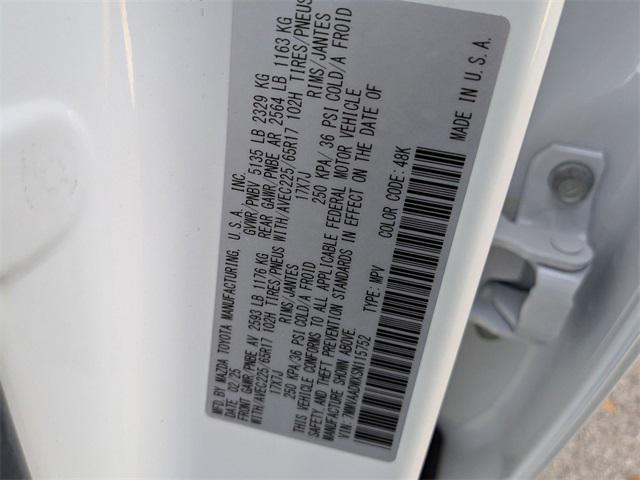 MFD.BY MAZDA TOYOTA MANUFACTURING, U.S.A., INC.
DATE: 02.25 GVWR/PNBV 5135 LB 2329 KG
FRONT GAWR/PNBE AV 2593 LB 1176 KG REAR GAWR/PNBE AR 2564 LB 1163 KG
WITH/AVEC225/65R17 102H TIRES/PNEUS WITH/AVEC225/65R17 102H TIRES/PNEUS
17X7J RIMS/JANTES 17X7J RIMS/JANTES
250 KPA/36 PSI COLD/A FROID 250 KPA/36 PSI COLD/A FROID
THIS VEHICLE CONFORMS TO ALL APPLICABLE FEDERAL MOTOR VEHICLE
SAFETY,AND THEFT PREVENTION STANDARDS IN EFFECT ON THE DATE OF
MANUFACTURE SHOWN ABOVE.
VIN:7MMVAADWXSN115752 TYPE: MPV COLOR CODE:48K
MADE IN U.S.A.